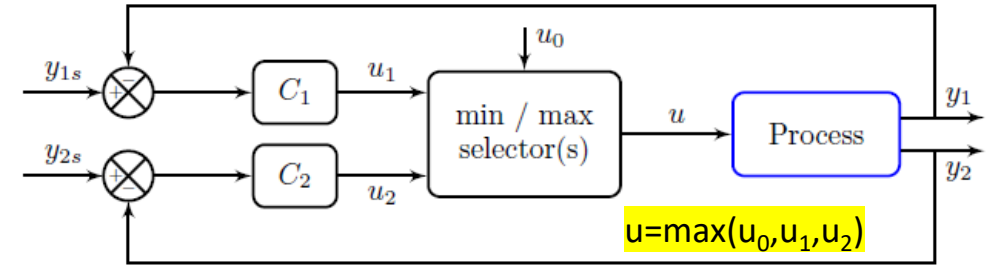 u₀
y₁ₛ
− +
C₁
u₁
min / max
selector(s)
u
Process
y₁
y₂
y₂ₛ
+ −
C₂
u₂
u=max(u₀,u₁,u₂)